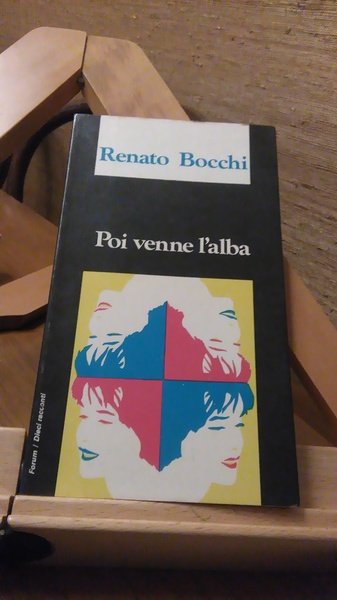 Renato Bocchi
Poi venne l'alba
Forum / Dieci racconti